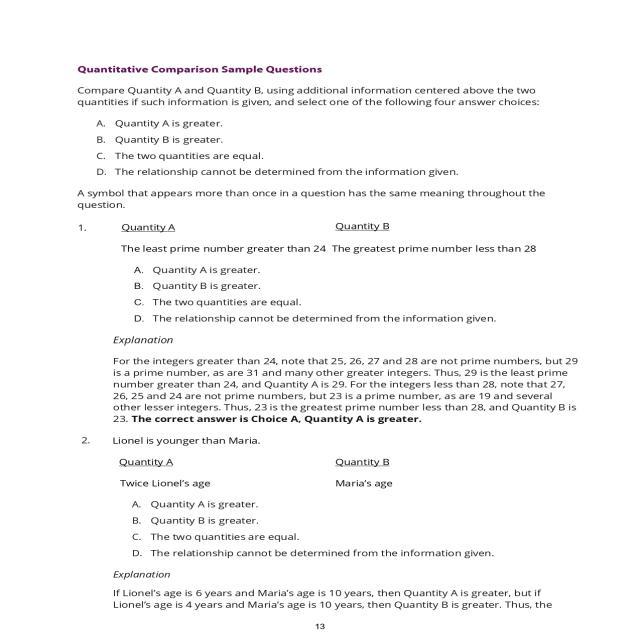 Quantitative Comparison Sample Questions
Compare Quantity A and Quantity B, using additional information centered above the two
quantities if such information is given, and select one of the following four answer choices:
A. Quantity A is greater.
B. Quantity B is greater.
C. The two quantities are equal.
D. The relationship cannot be determined from the information given.
A symbol that appears more than once in a question has the same meaning throughout the
question.
1. Quantity A Quantity B
The least prime number greater than 24 The greatest prime number less than 28
A. Quantity A is greater.
B. Quantity B is greater.
C. The two quantities are equal.
D. The relationship cannot be determined from the information given.
Explanation
For the integers greater than 24, note that 25, 26, 27 and 28 are not prime numbers, but 29
is a prime number, as are 31 and many other greater integers. Thus, 29 is the least prime
number greater than 24, and Quantity A is 29. For the integers less than 28, note that 27,
26, 25 and 24 are not prime numbers, but 23 is a prime number, as are 19 and several
other lesser integers. Thus, 23 is the greatest prime number less than 28, and Quantity B is
23. The correct answer is Choice A, Quantity A is greater.
2. Lionel is younger than Maria.
Quantity A Quantity B
Twice Lionel’s age Maria’s age
A. Quantity A is greater.
B. Quantity B is greater.
C. The two quantities are equal.
D. The relationship cannot be determined from the information given.
Explanation
If Lionel’s age is 6 years and Maria’s age is 10 years, then Quantity A is greater, but if
Lionel’s age is 4 years and Maria’s age is 10 years, then Quantity B is greater. Thus, the
13